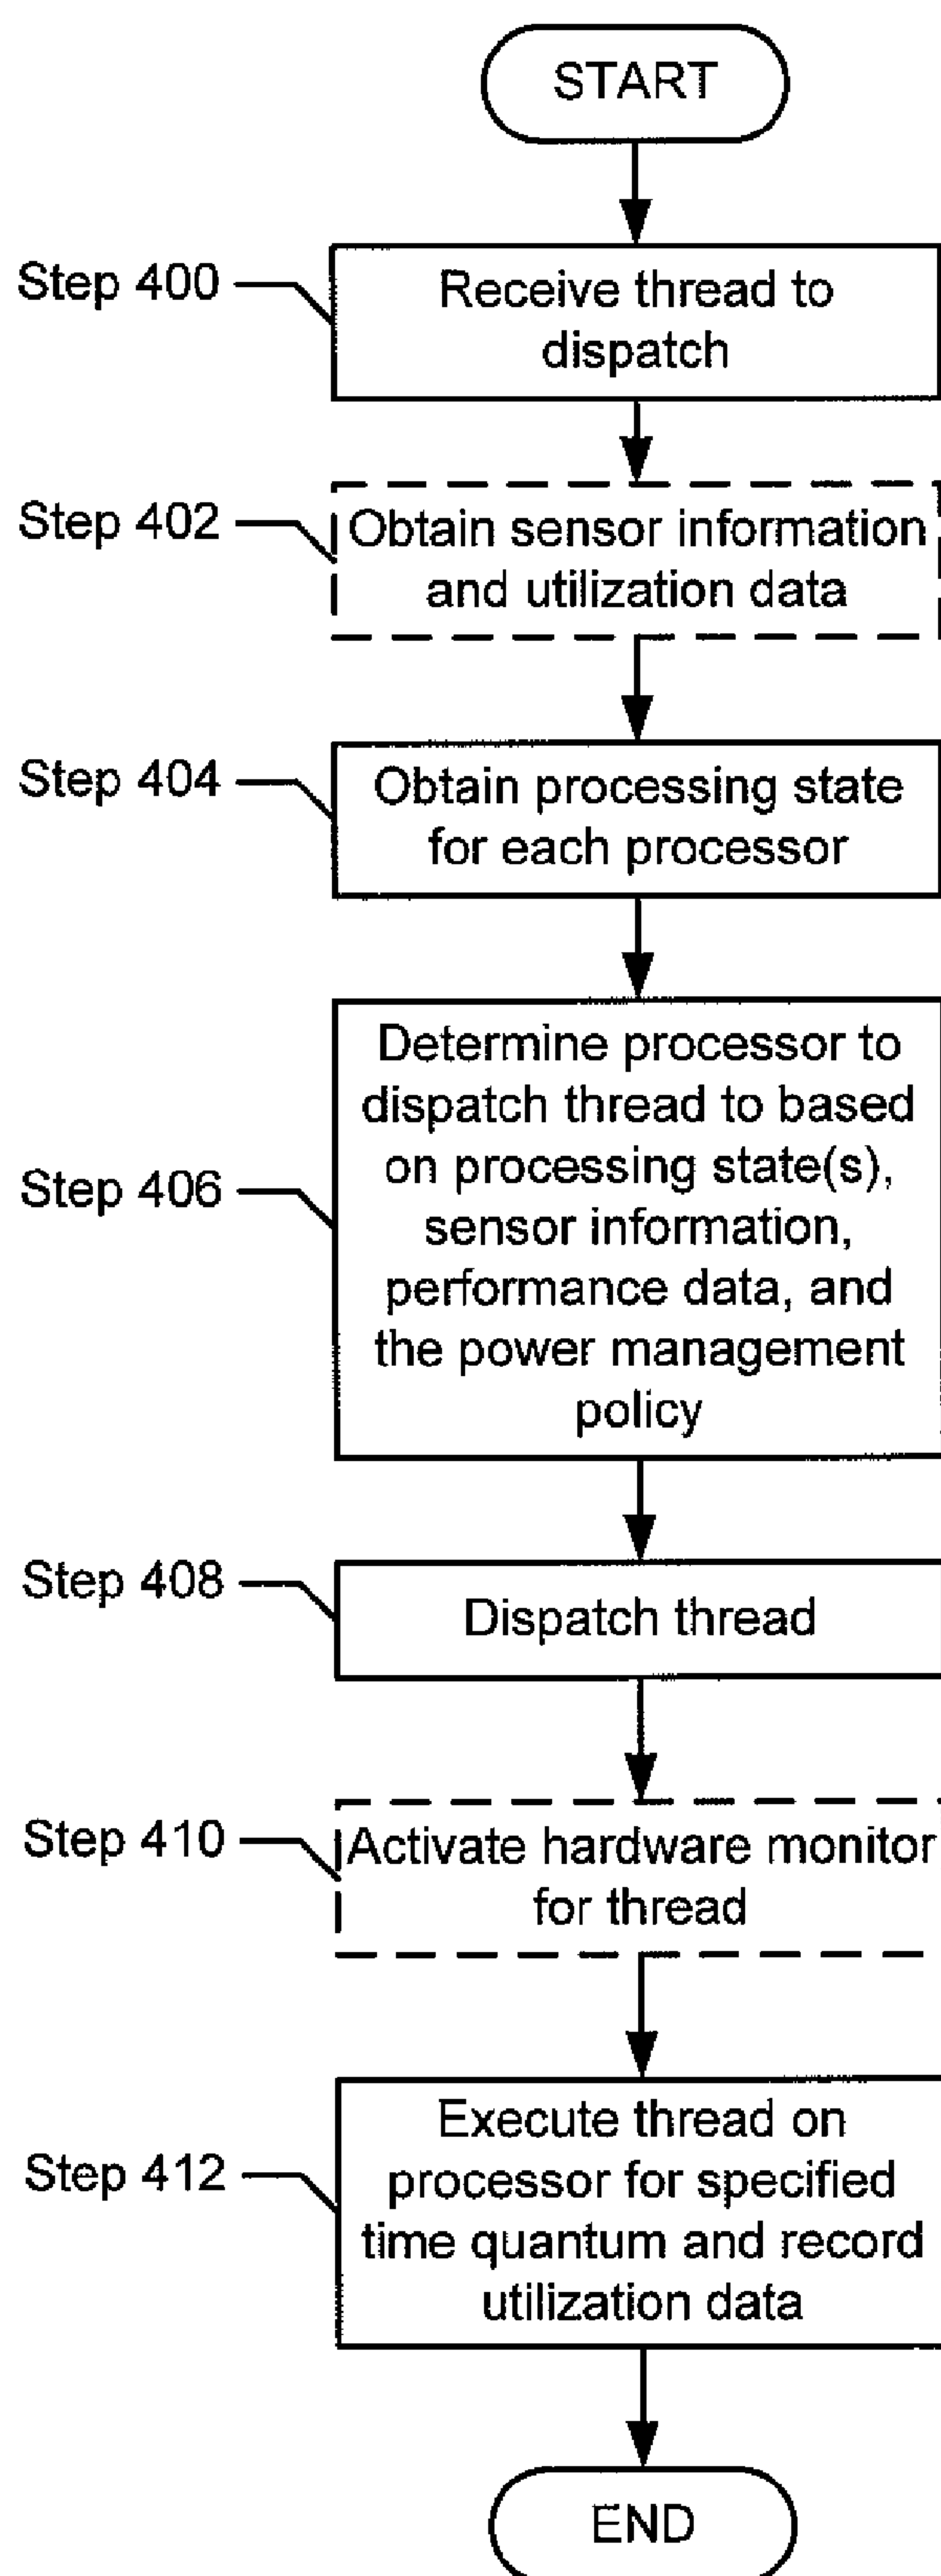 START
Step 400
Receive thread to
dispatch
Step 402
Obtain sensor information
and utilization data
Step 404
Obtain processing state
for each processor
Step 406
Determine processor to
dispatch thread to based
on processing state(s),
sensor information,
performance data, and
the power management
policy
Step 408
Dispatch thread
Step 410
Activate hardware monitor
for thread
Step 412
Execute thread on
processor for specified
time quantum and record
utilization data
END